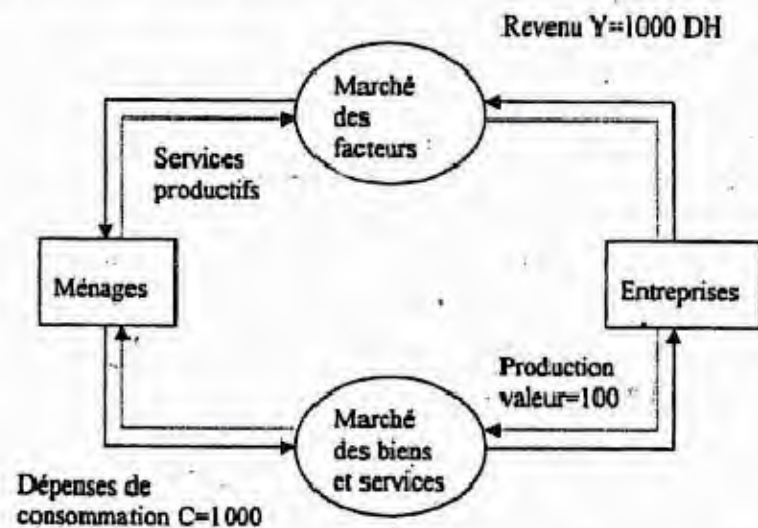 Revenu Y=1000 DH
Marché
des
facteurs
Services
productifs
Ménages
Entreprises
Production
valeur=100
Marché
des biens
et services
Dépenses de
consommation C=1000